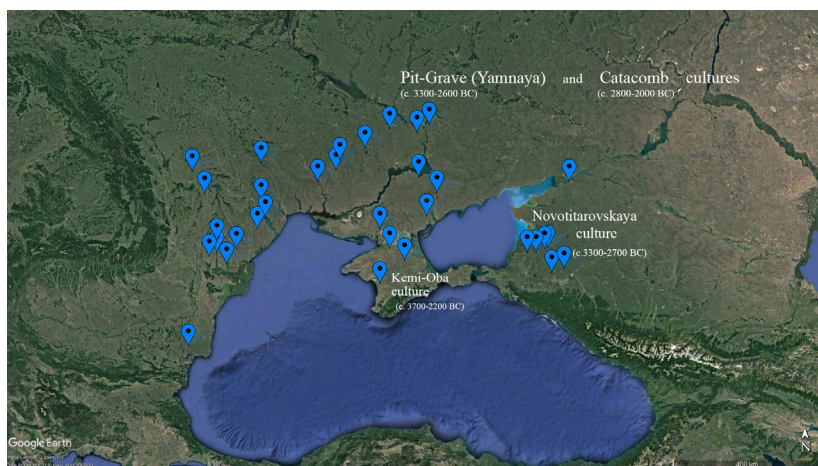 Pit-Grave (Yamnaya) and Catacomb cultures
(c. 3300-2600 BC) (c. 2800-2000 BC)
Novotitarovskaya
culture
(c.3300-2700 BC)
Kemi-Oba
culture
(c. 3700-2200 BC)
Google Earth
N
400 km